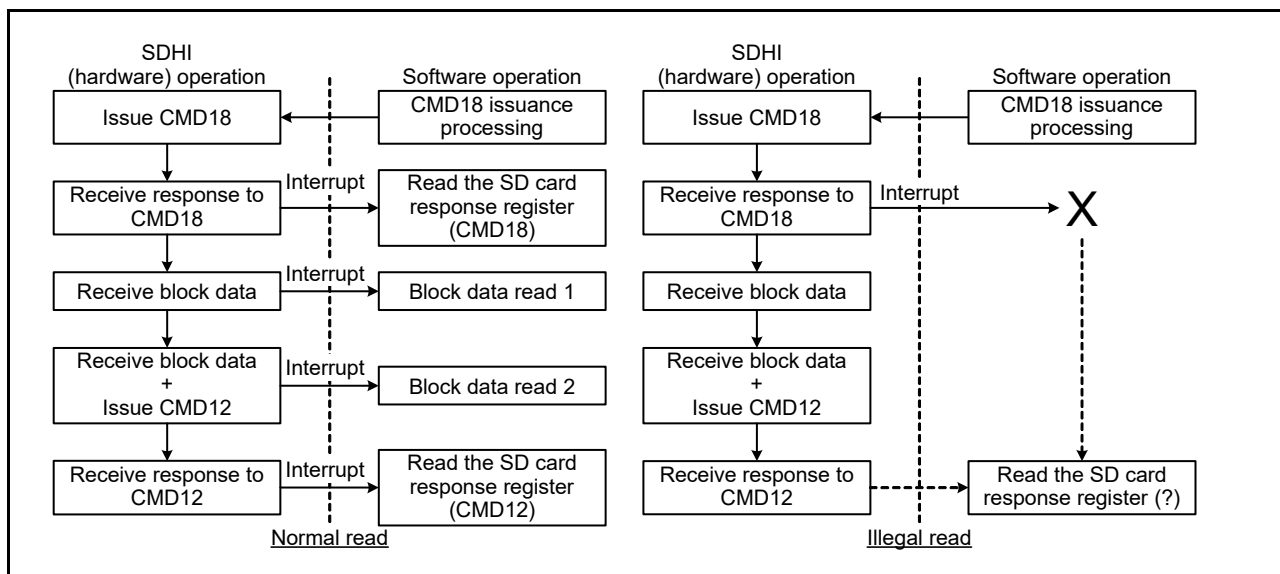 SDHI
(hardware) operation
Software operation
Issue CMD18
CMD18 issuance
processing
Receive response to
CMD18
Interrupt
Read the SD card
response register
(CMD18)
Receive block data
Interrupt
Block data read 1
Receive block data
+
Issue CMD12
Interrupt
Block data read 2
Receive response to
CMD12
Interrupt
Read the SD card
response register
(CMD12)
Normal read
SDHI
(hardware) operation
Software operation
Issue CMD18
CMD18 issuance
processing
Receive response to
CMD18
Interrupt
X
Receive block data
Receive block data
+
Issue CMD12
Receive response to
CMD12
Read the SD card
response register (?)
Illegal read